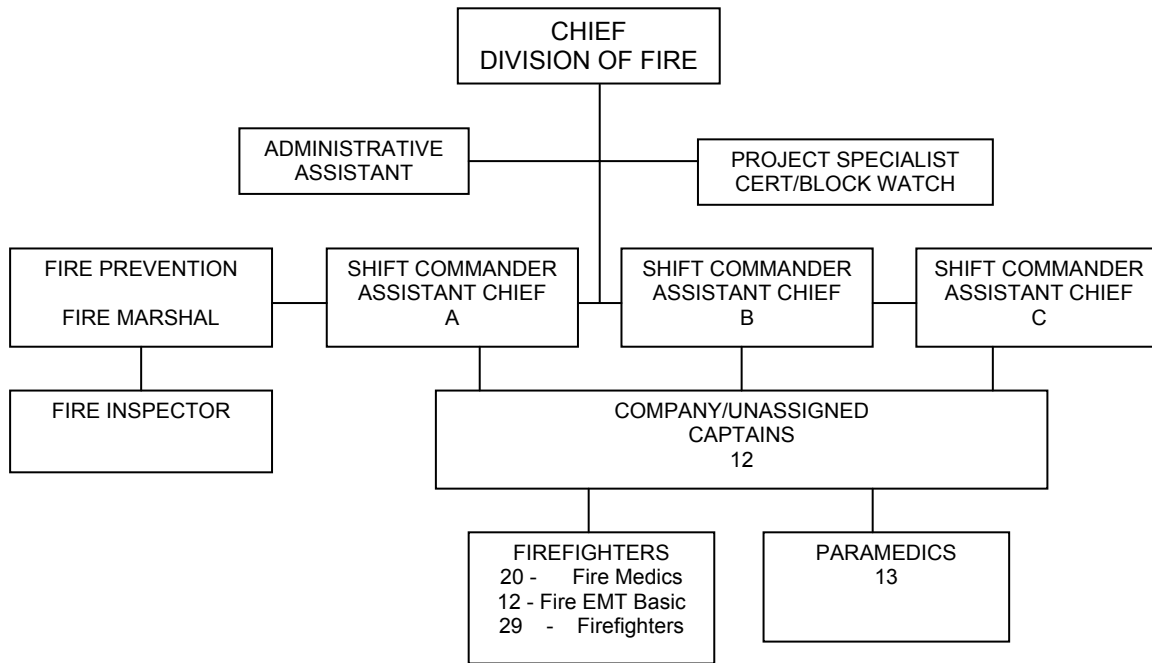 CHIEF
DIVISION OF FIRE
ADMINISTRATIVE
ASSISTANT
PROJECT SPECIALIST
CERT/BLOCK WATCH
FIRE PREVENTION
FIRE MARSHAL
SHIFT COMMANDER
ASSISTANT CHIEF
A
SHIFT COMMANDER
ASSISTANT CHIEF
B
SHIFT COMMANDER
ASSISTANT CHIEF
C
FIRE INSPECTOR
COMPANY/UNASSIGNED
CAPTAINS
12
FIREFIGHTERS
20 - Fire Medics
12 - Fire EMT Basic
29 - Firefighters
PARAMEDICS
13